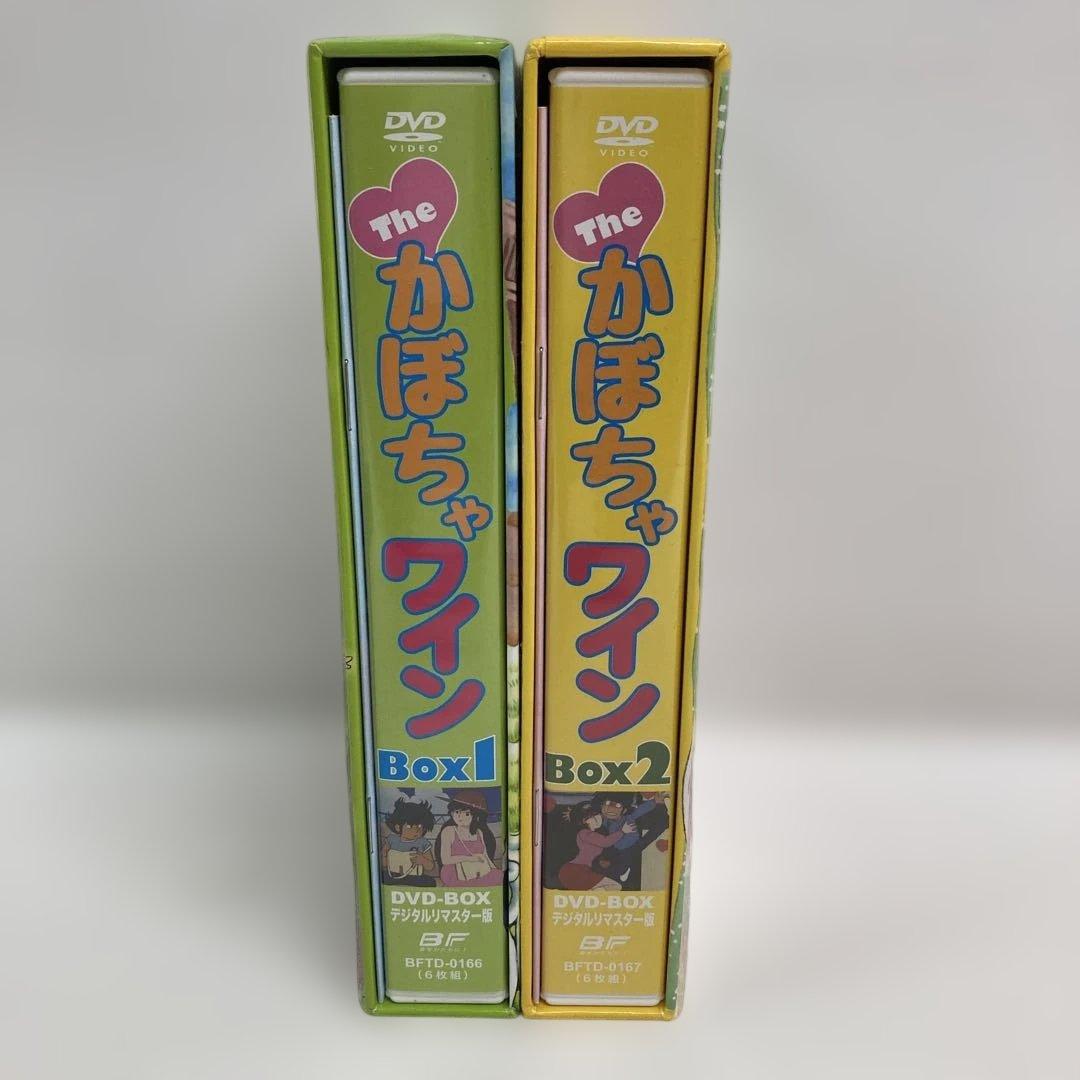 DVD
VIDEO
The
かぼちゃ
ワイン
Box1
DVD-BOX
デジタルリマスター版
BF
BFTD-0166
(6枚組)
DVD
VIDEO
The
かぼちゃ
ワイン
Box2
DVD-BOX
デジタルリマスター版
BF
BFTD-0167
(6枚組)